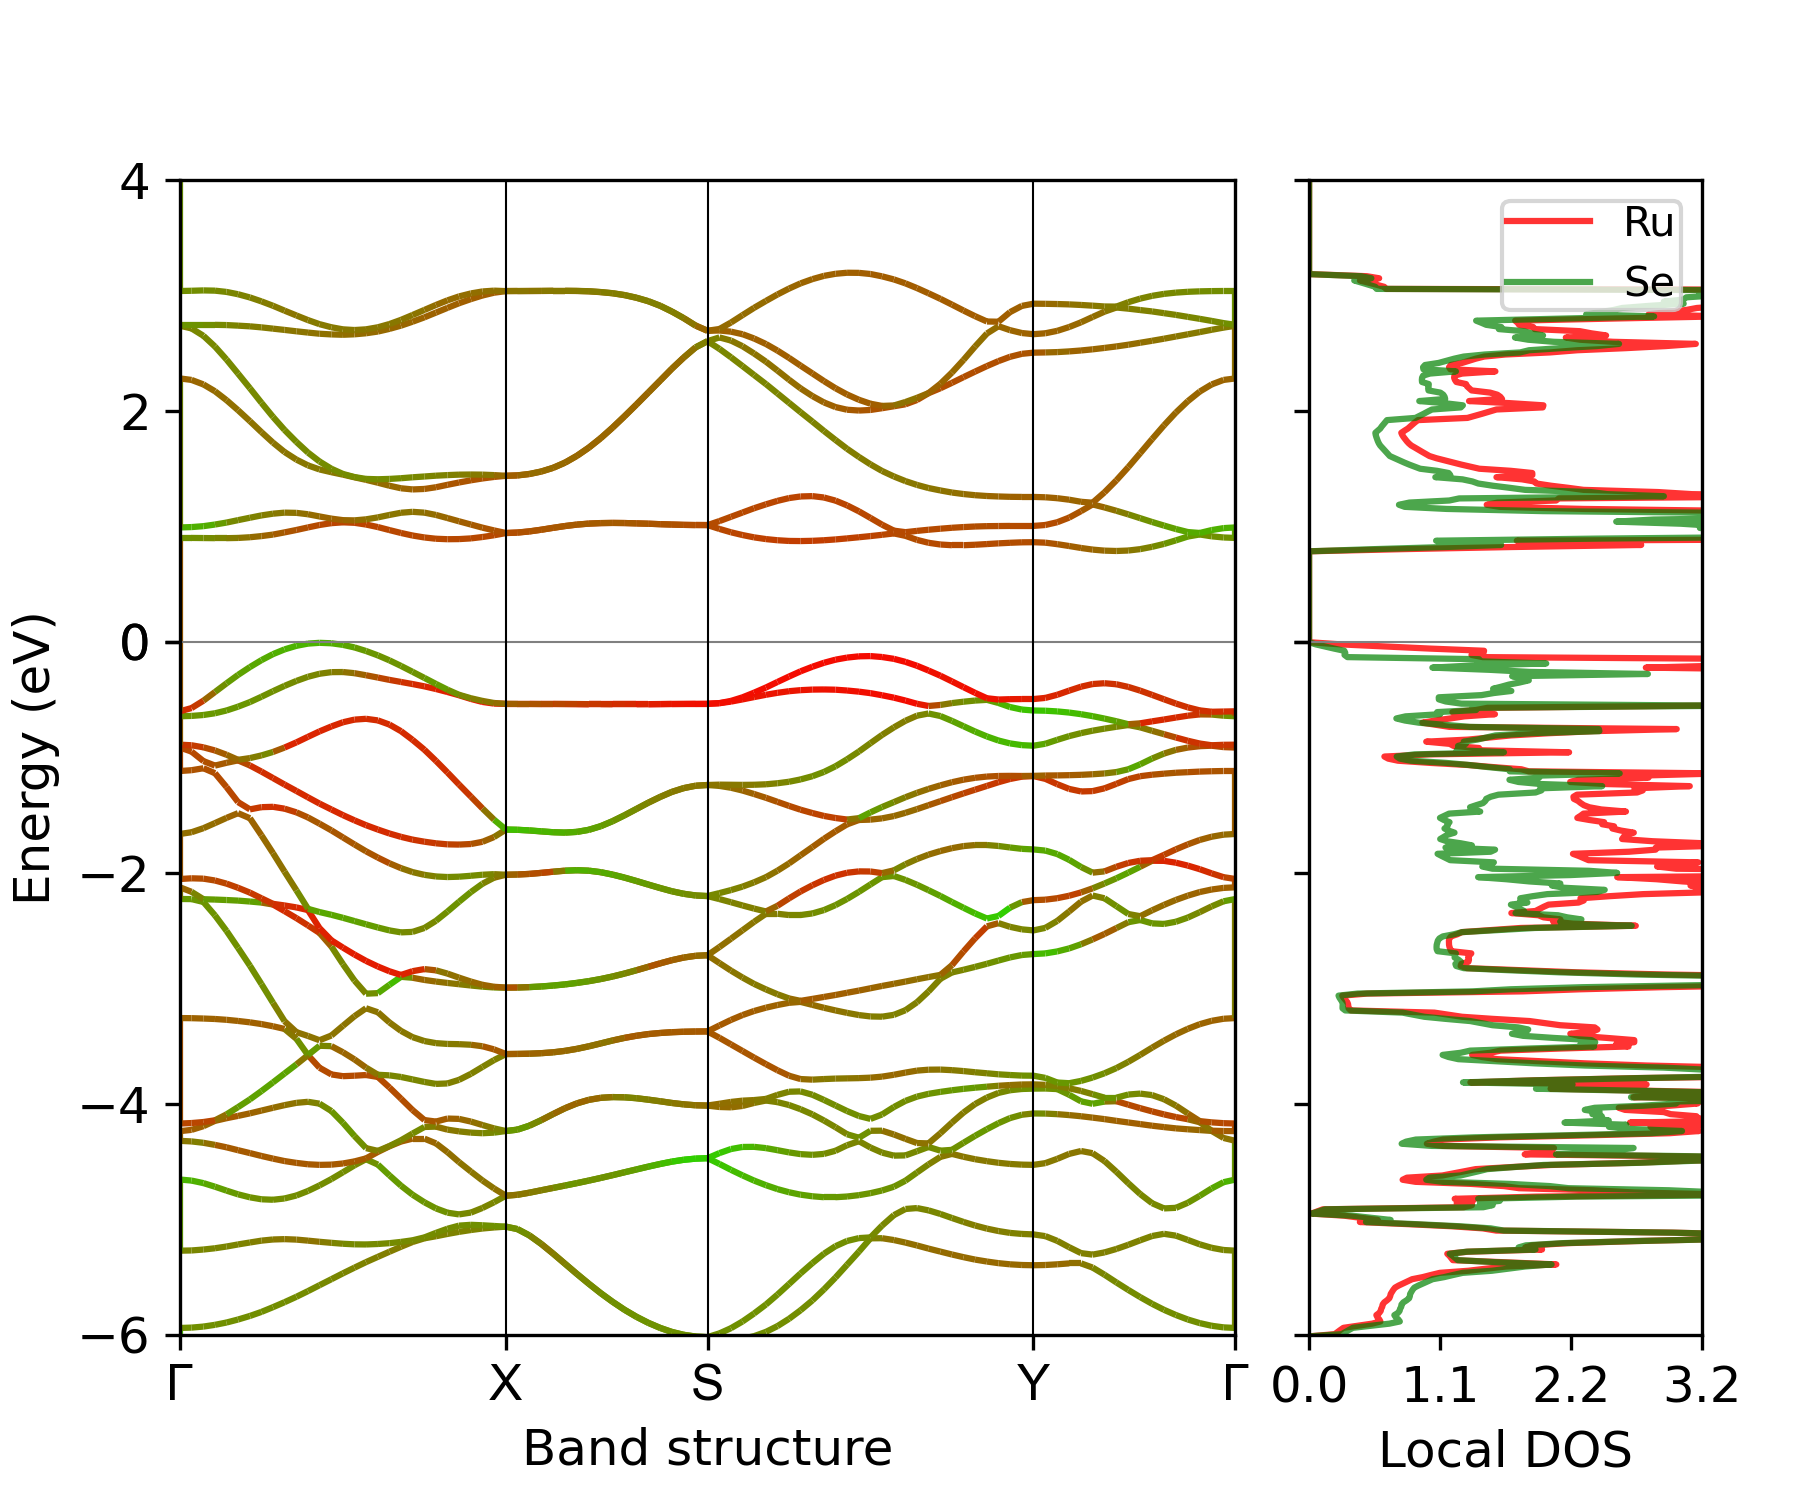 4
2
0
−2
−4
−6
Energy (eV)
Γ X S Y Γ
Band structure
Ru
Se
0.0 1.1 2.2 3.2
Local DOS